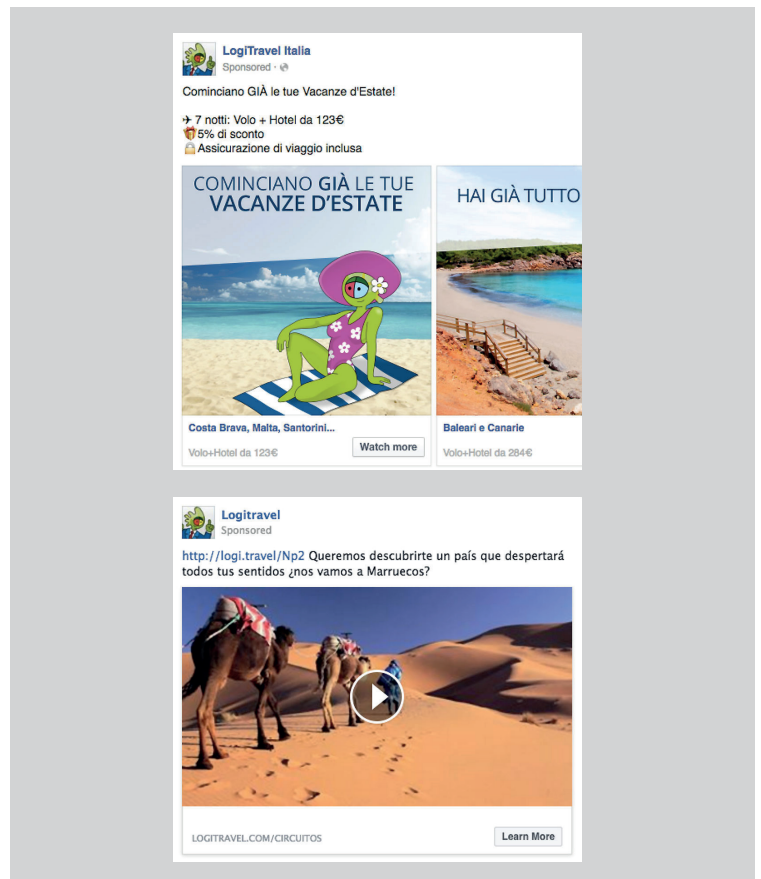 LogiTravel Italia
Sponsored ·
Cominciano GIÀ le tue Vacanze d'Estate!
✈ 7 notti: Volo + Hotel da 123€
🎁5% di sconto
🔒Assicurazione di viaggio inclusa
COMINCIANO GIÀ LE TUE
VACANZE D'ESTATE
HAI GIÀ TUTTO
Costa Brava, Malta, Santorini...
Volo+Hotel da 123€
Watch more
Baleari e Canarie
Volo+Hotel da 284€
Logitravel
Sponsored
http://logi.travel/Np2 Queremos descubrirte un país que despertará
todos tus sentidos ¿nos vamos a Marruecos?
LOGITRAVEL.COM/CIRCUITOS
Learn More